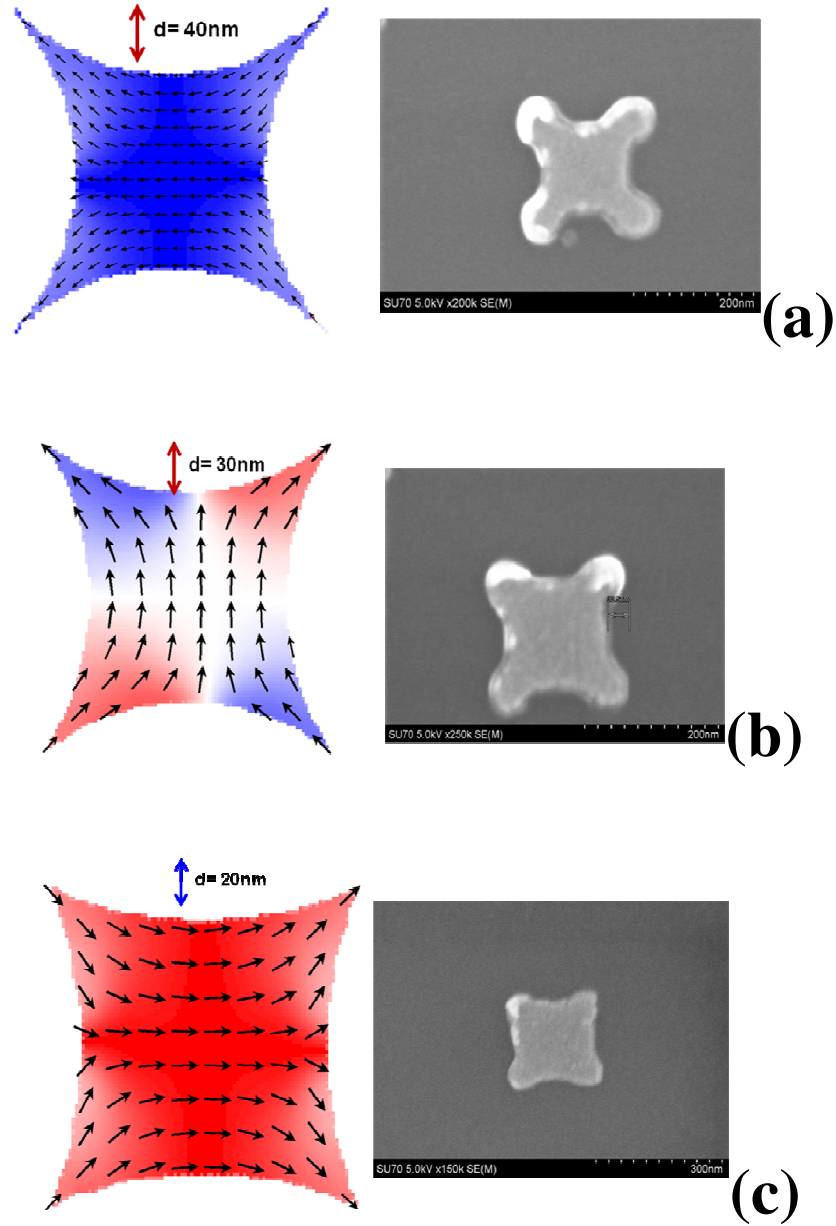 d= 40nm
SU70 5.0kV x200k SE(M)
200nm
(a)
d= 30nm
SU70 5.0kV x250k SE(M)
200nm
(b)
d= 20nm
SU70 5.0kV x150k SE(M)
300nm
(c)